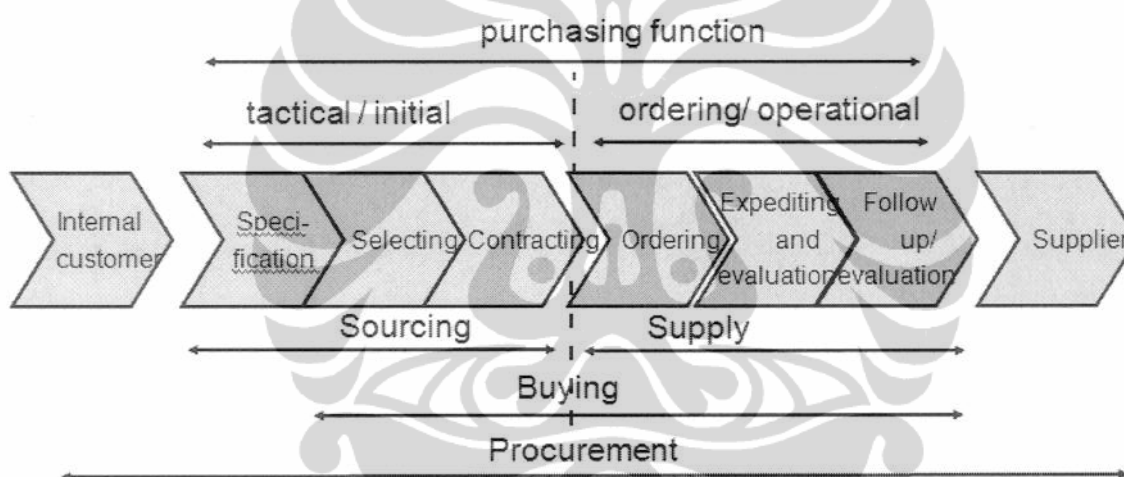 purchasing function
tactical / initial
ordering/ operational
Internal
customer
Speci-
fication
Selecting
Contracting
Ordering
Expediting
and
evaluation
Follow
up/
evaluation
Supplier
Sourcing
Supply
Buying
Procurement